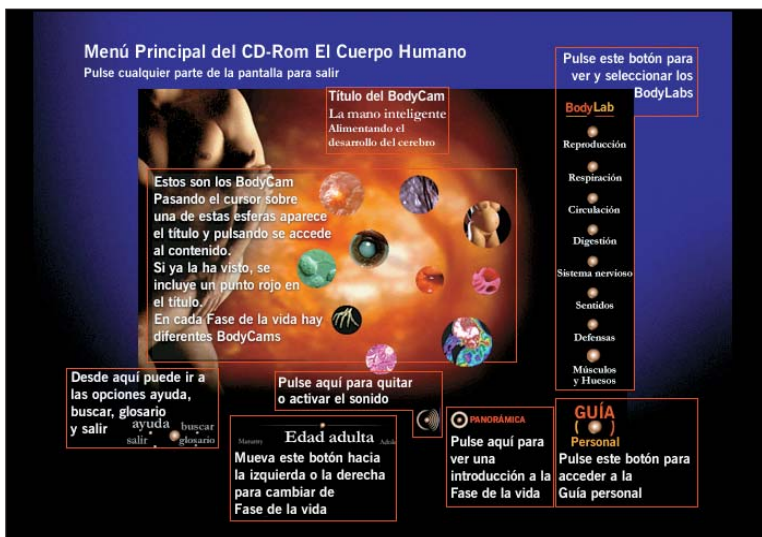 Menú Principal del CD-Rom El Cuerpo Humano
Pulse cualquier parte de la pantalla para salir
Pulse este botón para
ver y seleccionar los
BodyLabs
Título del BodyCam
La mano inteligente
Alimentando el
desarrollo del cerebro
BodyLab
Reproducción
Respiración
Circulación
Digestión
Sistema nervioso
Sentidos
Defensas
Músculos
y Huesos
Estos son los BodyCam
Pasando el cursor sobre
una de estas esferas aparece
el título y pulsando se accede
al contenido.
Si ya la ha visto, se
incluye un punto rojo en
el título.
En cada Fase de la vida hay
diferentes BodyCams
Desde aquí puede ir a
las opciones ayuda,
buscar, glosario
y salir
ayuda
buscar
salir
glosario
Pulse aquí para quitar
o activar el sonido
Edad adulta
Mueva este botón hacia
la izquierda o la derecha
para cambiar de
Fase de la vida
PANORÁMICA
Pulse aquí para
ver una
introducción a la
Fase de la vida
GUÍA
Personal
Pulse este botón para
acceder a la
Guía personal